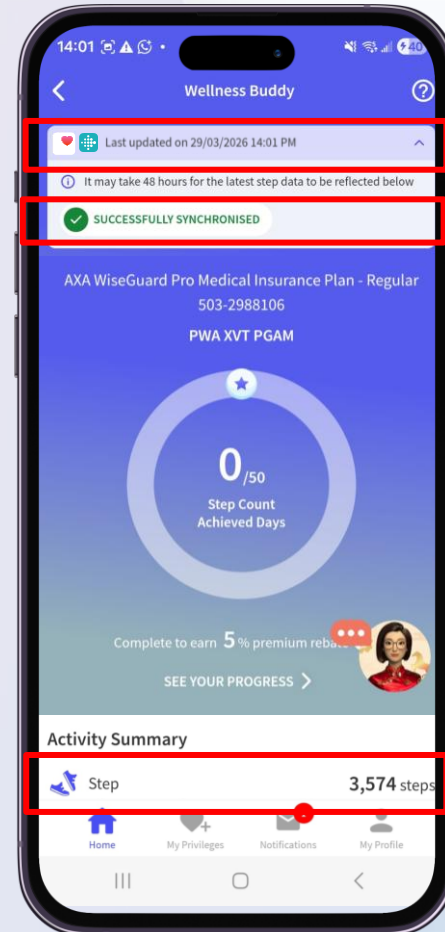 14:01
40
Wellness Buddy
Last updated on 29/03/2026 14:01 PM
It may take 48 hours for the latest step data to be reflected below
SUCCESSFULLY SYNCHRONISED
AXA WiseGuard Pro Medical Insurance Plan - Regular
503-2988106
PWA XVT PGAM
0/50
Step Count
Achieved Days
Complete to earn 5 % premium
SEE YOUR PROGRESS
Activity Summary
Step 3,574 steps
Home My Privileges Notifications My Profile